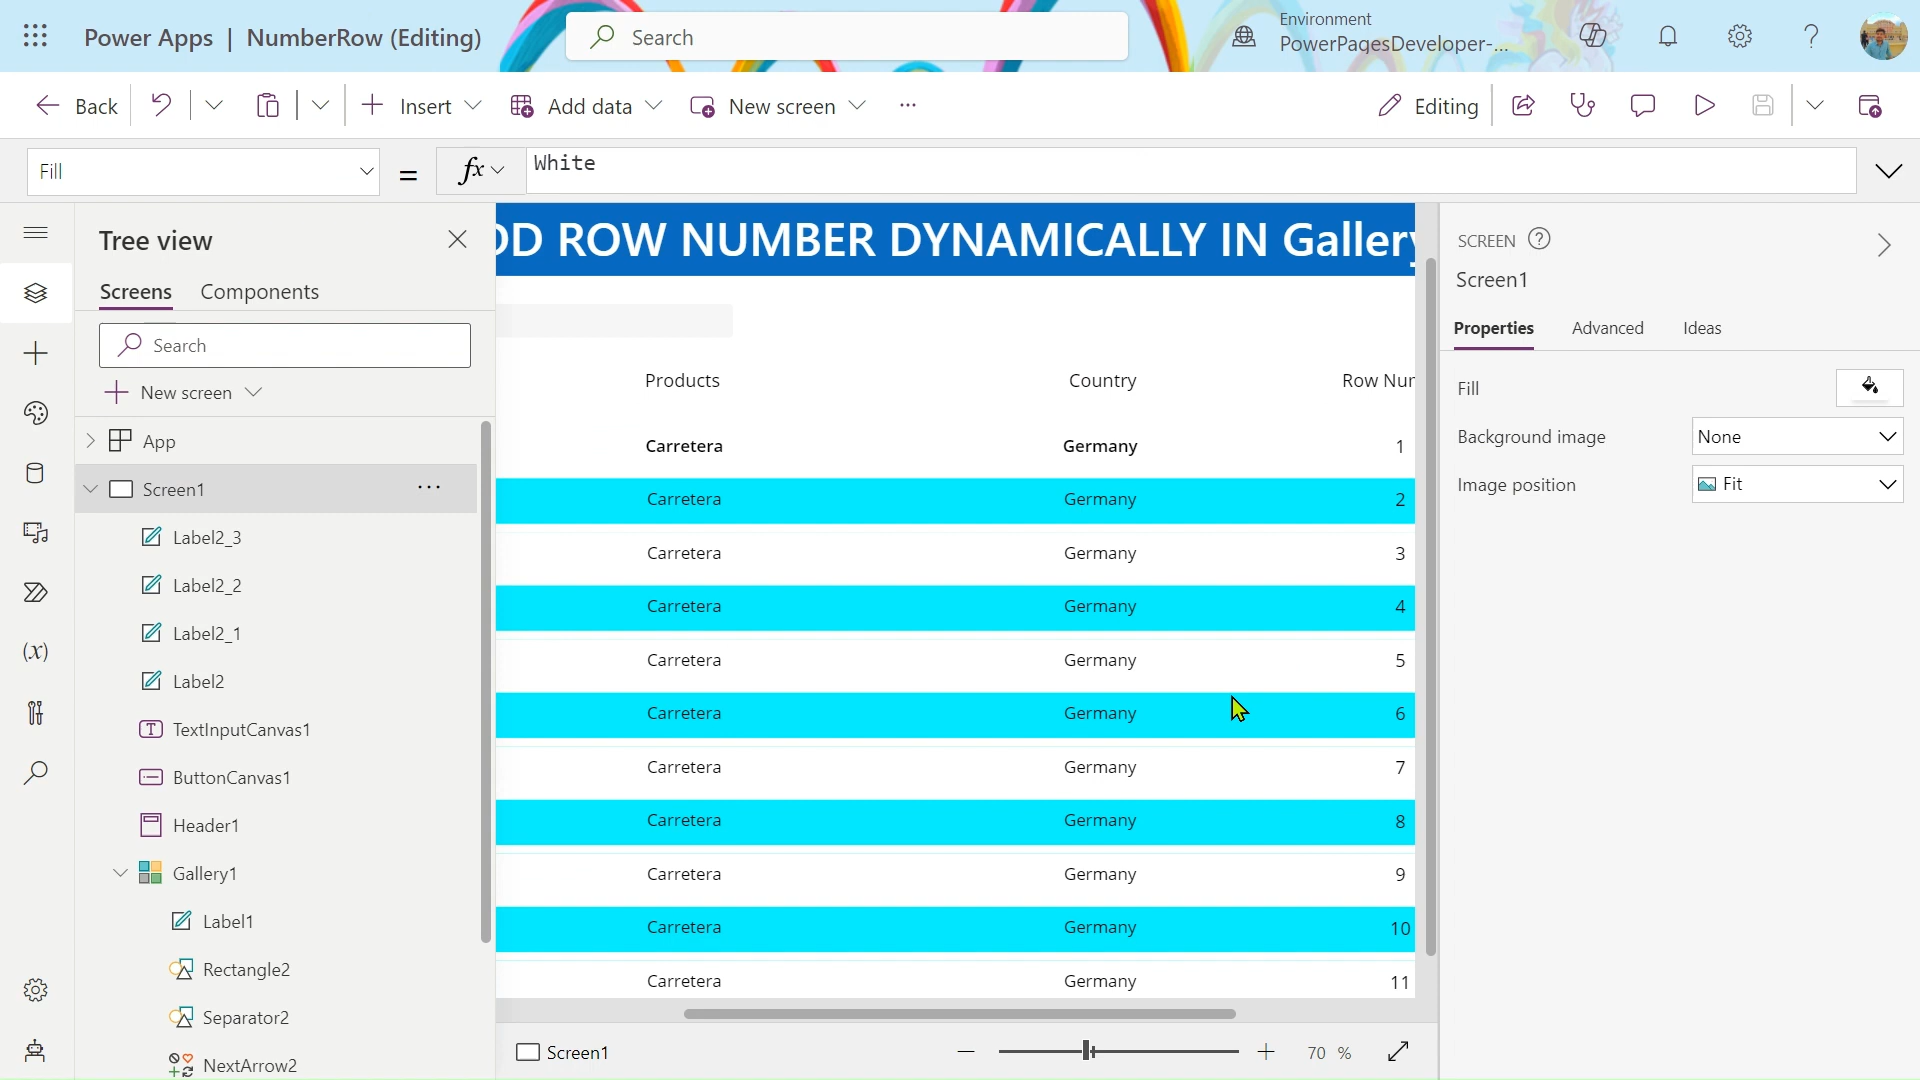 Power Apps | NumberRow (Editing)
Search
Environment
PowerPagesDeveloper-...
Back
Insert
Add data
New screen
...
Editing
Fill
=
fx
White
Tree view
Screens
Components
Search
New screen
App
Screen1
...
Label2_3
Label2_2
Label2_1
Label2
TextInputCanvas1
ButtonCanvas1
Header1
Gallery1
Label1
Rectangle2
Separator2
NextArrow2
(x)
DD ROW NUMBER DYNAMICALLY IN Gallery
Products Country Row Nur
Carretera Germany 1
Carretera Germany 2
Carretera Germany 3
Carretera Germany 4
Carretera Germany 5
Carretera Germany 6
Carretera Germany 7
Carretera Germany 8
Carretera Germany 9
Carretera Germany 10
Carretera Germany 11
Screen1
70 %
SCREEN
Screen1
Properties
Advanced
Ideas
Fill
Background image
None
Image position
Fit